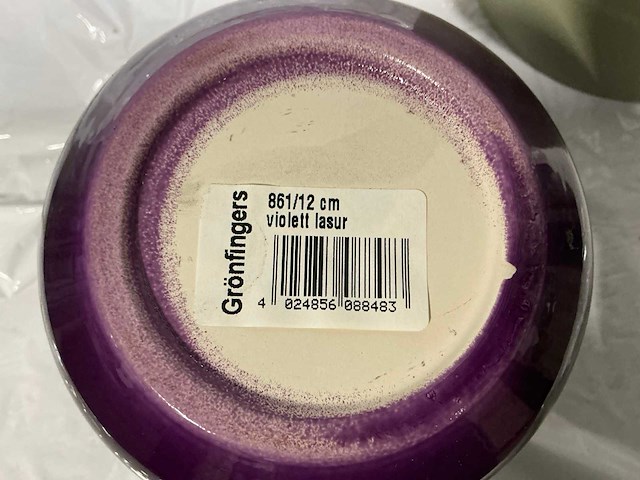 Grönfingers
861/12 cm
violett lasur
4 024856 088483